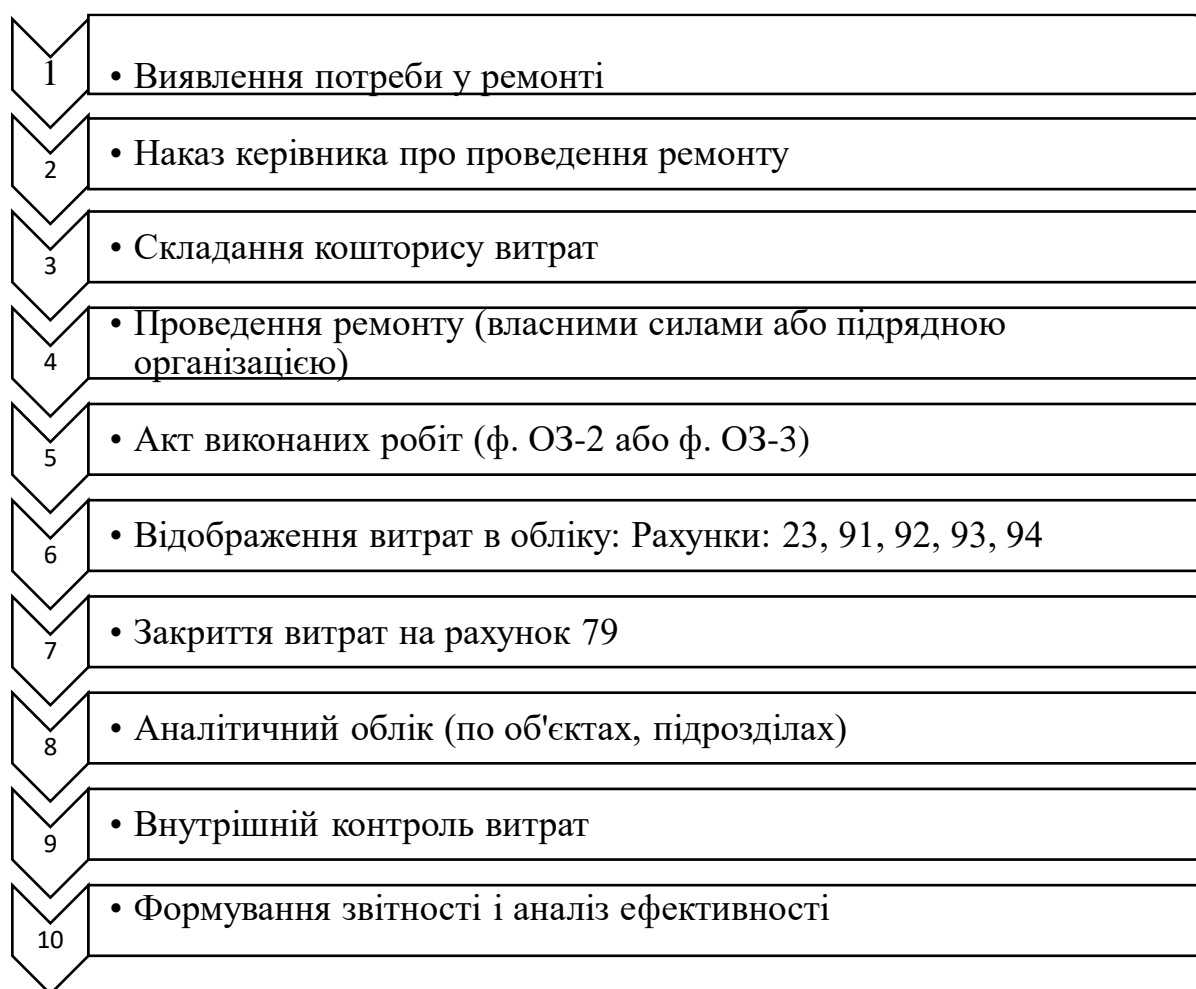 1
• Виявлення потреби у ремонті
2
• Наказ керівника про проведення ремонту
3
• Складання кошторису витрат
4
• Проведення ремонту (власними силами або підрядною
організацією)
5
• Акт виконаних робіт (ф. ОЗ-2 або ф. ОЗ-3)
6
• Відображення витрат в обліку: Рахунки: 23, 91, 92, 93, 94
7
• Закриття витрат на рахунок 79
8
• Аналітичний облік (по об'єктах, підрозділах)
9
• Внутрішній контроль витрат
10
• Формування звітності і аналіз ефективності